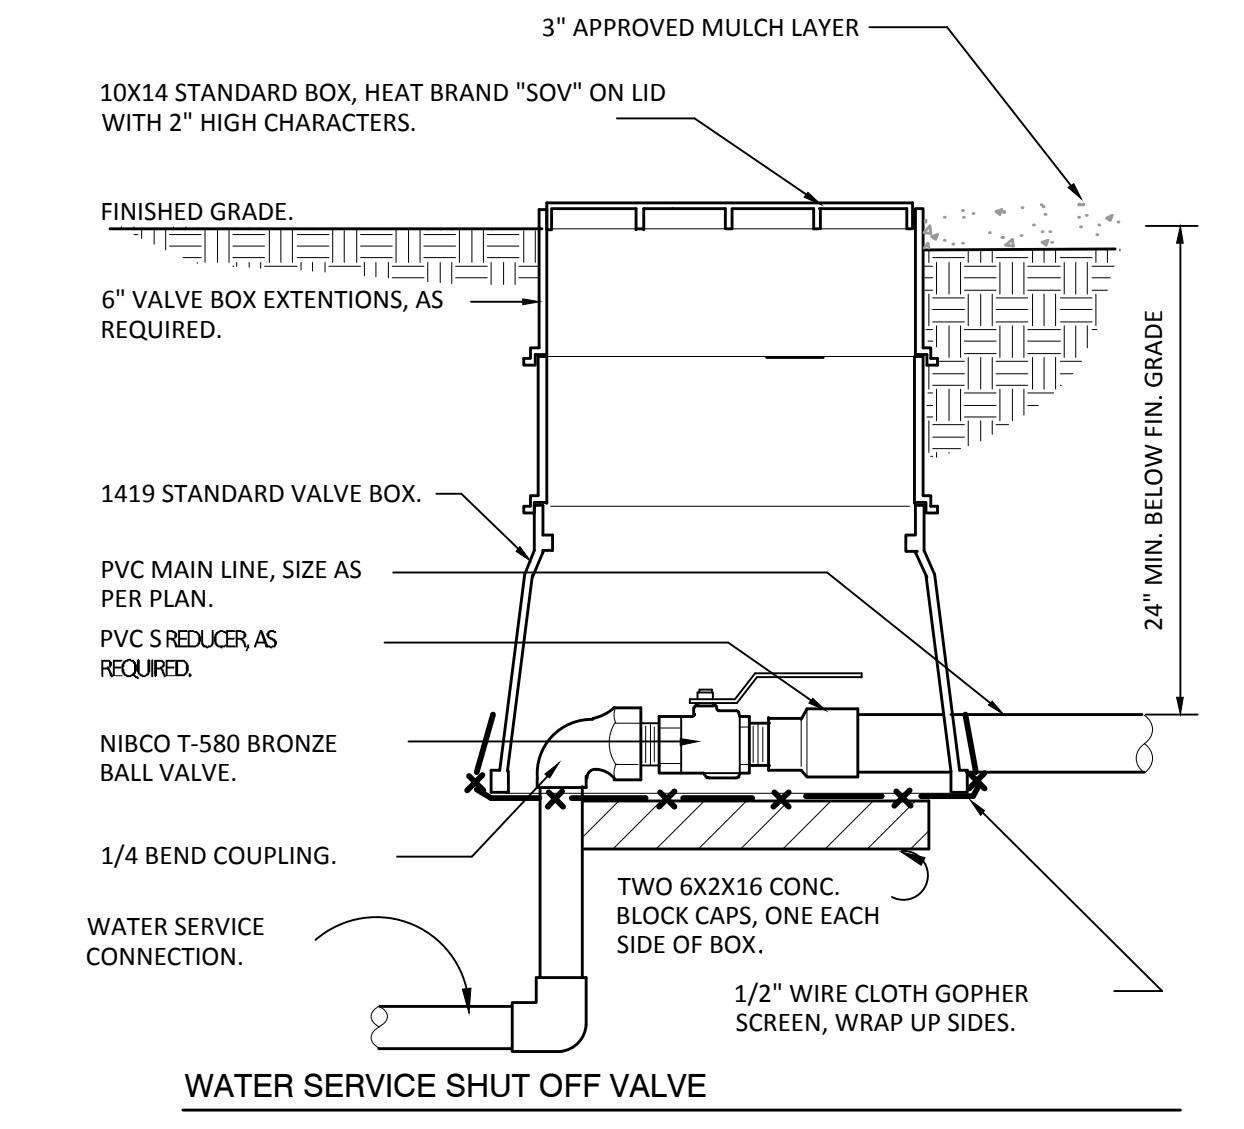 3" APPROVED MULCH LAYER
10X14 STANDARD BOX, HEAT BRAND "SOV" ON LID
WITH 2" HIGH CHARACTERS.
FINISHED GRADE.
6" VALVE BOX EXTENTIONS, AS
REQUIRED.
24" MIN. BELOW FIN. GRADE
1419 STANDARD VALVE BOX.
PVC MAIN LINE, SIZE AS
PER PLAN.
PVC S REDUCER, AS
REQUIRED.
NIBCO T-580 BRONZE
BALL VALVE.
1/4 BEND COUPLING.
TWO 6X2X16 CONC.
BLOCK CAPS, ONE EACH
SIDE OF BOX.
WATER SERVICE
CONNECTION.
1/2" WIRE CLOTH GOPHER
SCREEN, WRAP UP SIDES.
WATER SERVICE SHUT OFF VALVE